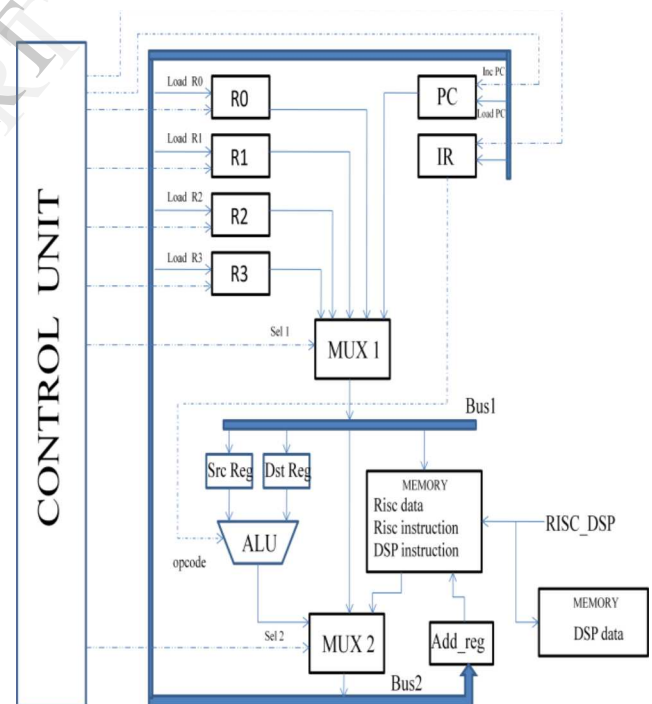 CONTROL UNIT
Load R0
R0
Inc PC
PC
Load PC
Load R1
R1
IR
Load R2
R2
Load R3
R3
Sel 1
MUX 1
Bus1
Src Reg
Dst Reg
MEMORY
Risc data
Risc instruction
DSP instruction
RISC_DSP
ALU
opcode
MEMORY
DSP data
Sel 2
MUX 2
Add_reg
Bus2